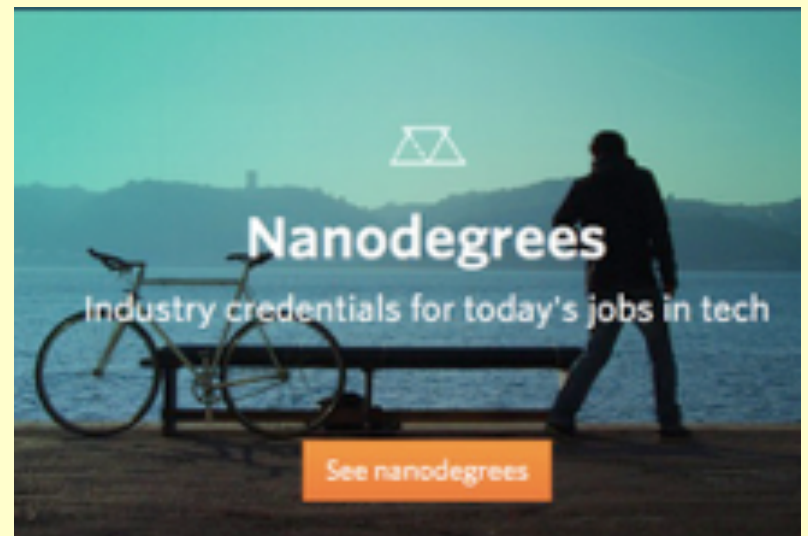 Nanodegrees
Industry credentials for today's jobs in tech
See nanodegrees